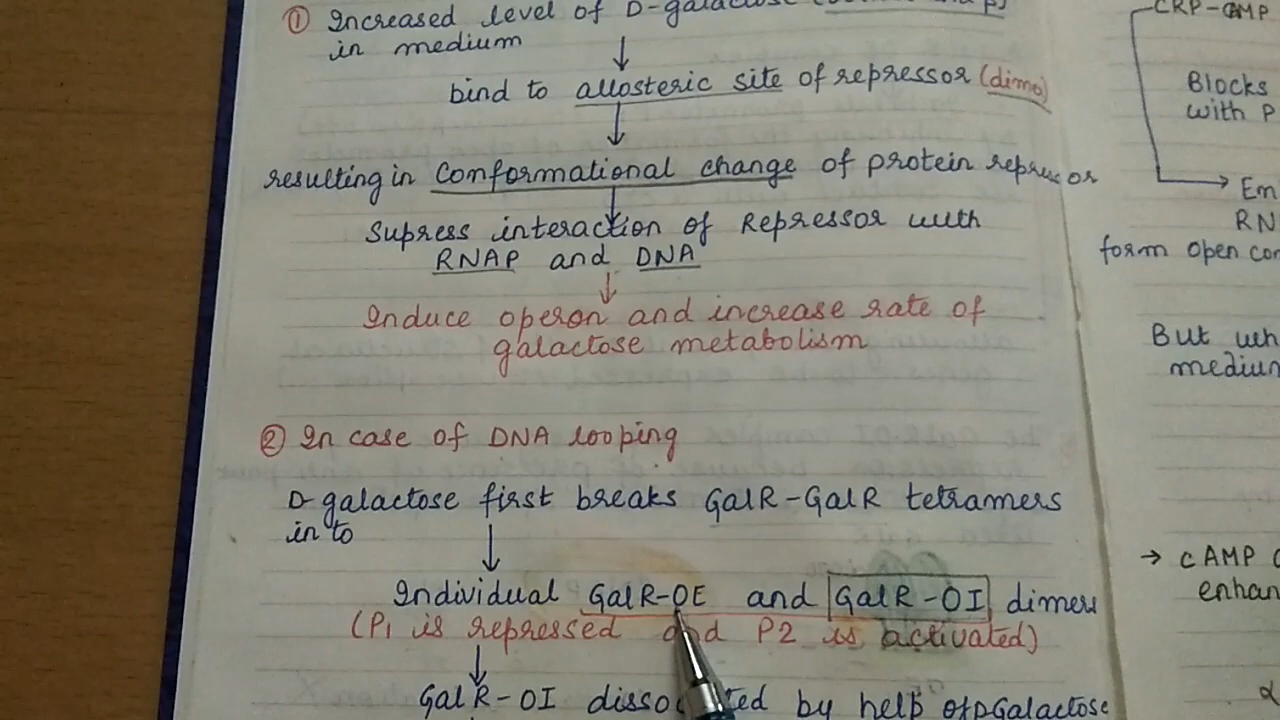 ① Increased level of D-galactose
in medium
bind to allosteric site of repressor (dime)
resulting in conformational change of protein repressor
Supress interaction of Repressor with
RNAP and DNA
Induce operon and increase rate of
galactose metabolism
② In case of DNA looping
D-galactose first breaks GalR-GalR tetramers
in to
Individual GalR-OE and GalR-OI dimers
(P1 is repressed and P2 is activated)
GalR-OI by help of D Galactose
CRP-CAMP
Blocks
with P
→ Em
RN
form open con
But wh
medium
→ CAMP C
enhan